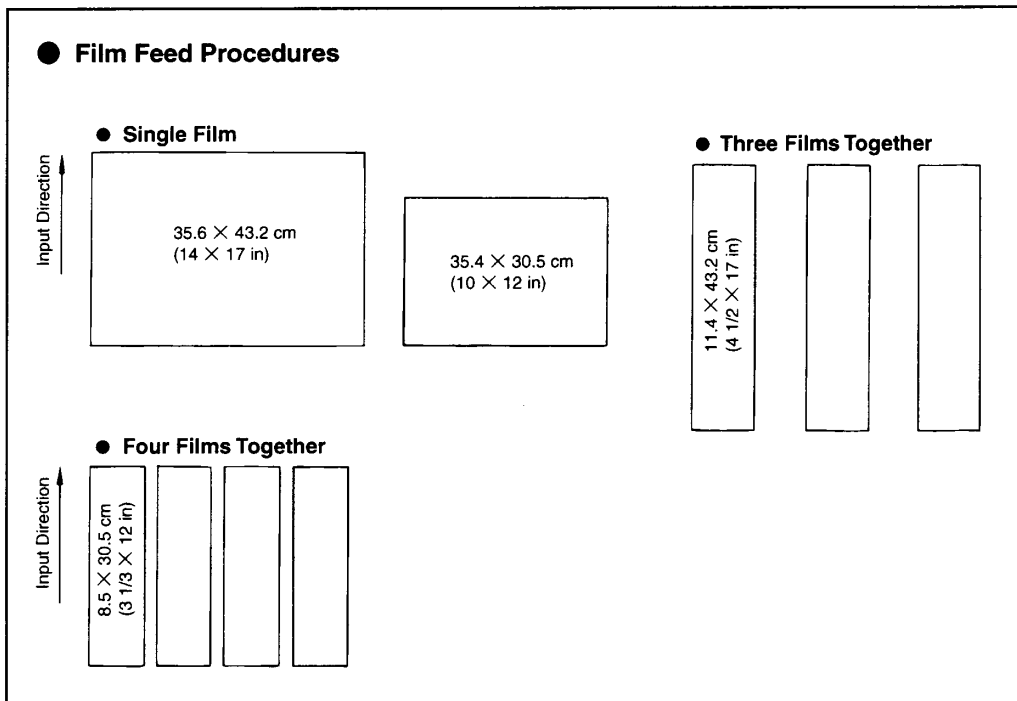 ● Film Feed Procedures
● Single Film
Input Direction
35.6 × 43.2 cm
(14 × 17 in)
35.4 × 30.5 cm
(10 × 12 in)
● Three Films Together
11.4 × 43.2 cm
(4 1/2 × 17 in)
● Four Films Together
Input Direction
8.5 × 30.5 cm
(3 1/3 × 12 in)